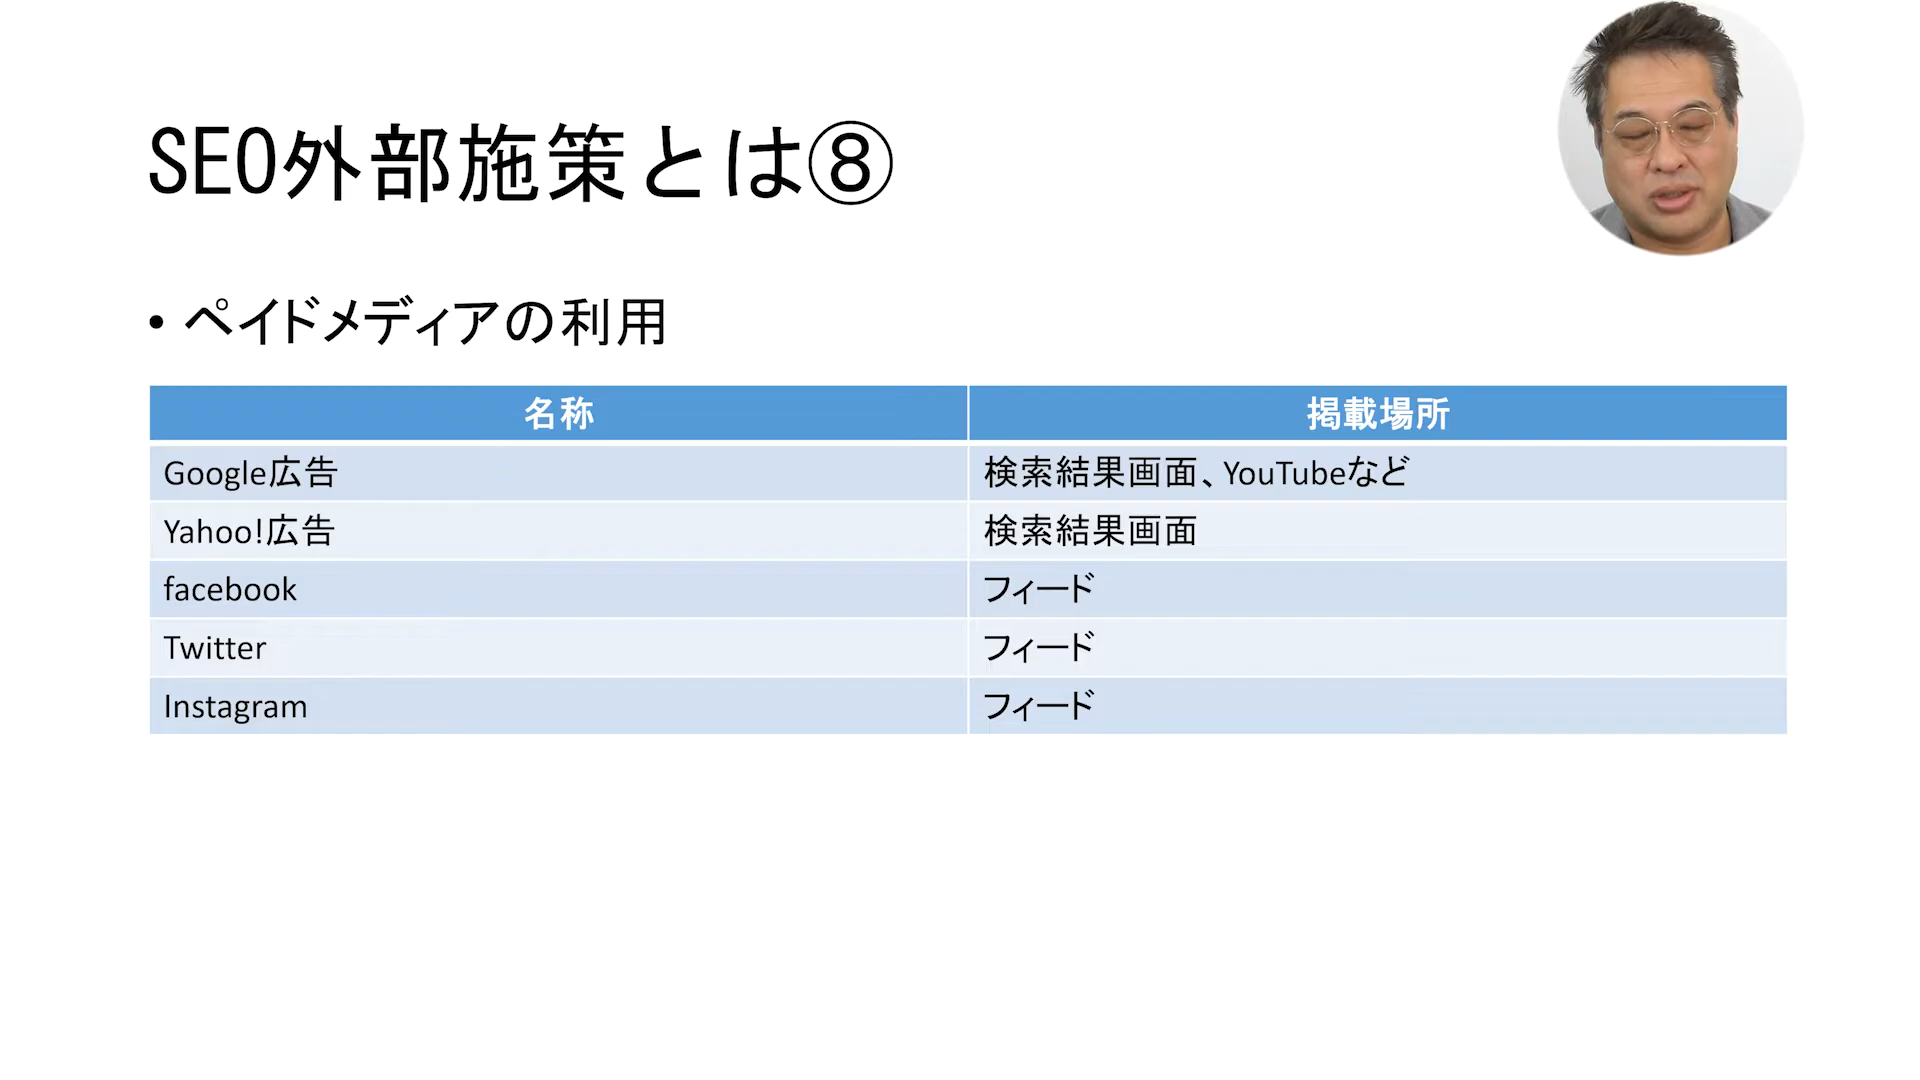 SEO外部施策とは⑧
• ペイドメディアの利用
名称 掲載場所
Google広告 検索結果画面、YouTubeなど
Yahoo!広告 検索結果画面
facebook フィード
Twitter フィード
Instagram フィード